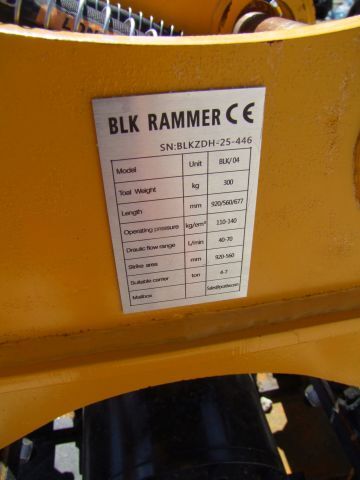 BLK RAMMER CE
SN:BLKZDH-25-446
Model Unit BLK/04
Toal Weight kg 300
Length mm 920/560/677
Operating pressure kg/cm² 110-140
Draulic flow range L/min 40-70
Strike area mm 920-560
Suitable carrier ton 4-7
Mailbox